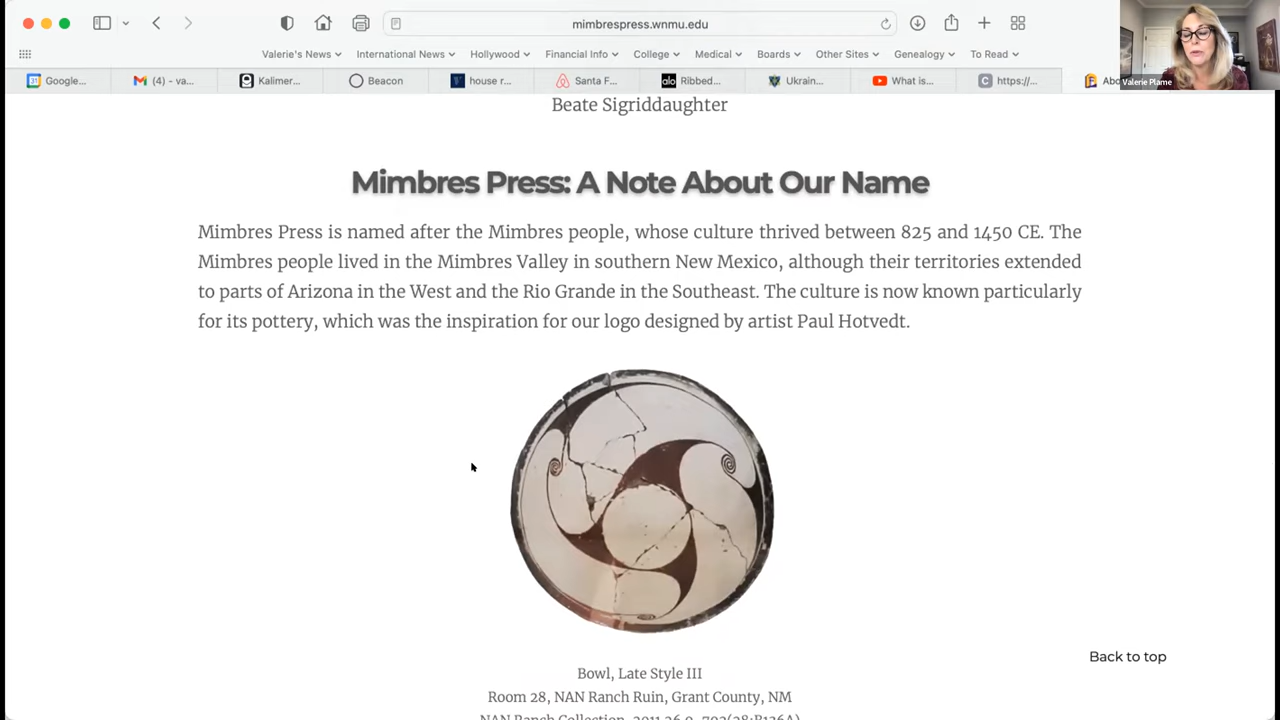 mimbrespress.wnmu.edu
Valerie's News International News Hollywood Financial Info College Medical Boards Other Sites Genealogy To Read
Google... (4) – va... Kalimer... Beacon house r... Santa F... alo Ribbed... Ukrain... What is... https://... Abo
Valerie Plame
Beate Sigriddaughter
Mimbres Press: A Note About Our Name
Mimbres Press is named after the Mimbres people, whose culture thrived between 825 and 1450 CE. The
Mimbres people lived in the Mimbres Valley in southern New Mexico, although their territories extended
to parts of Arizona in the West and the Rio Grande in the Southeast. The culture is now known particularly
for its pottery, which was the inspiration for our logo designed by artist Paul Hotvedt.
Back to top
Bowl, Late Style III
Room 28, NAN Ranch Ruin, Grant County, NM
NAN Ranch Collection,